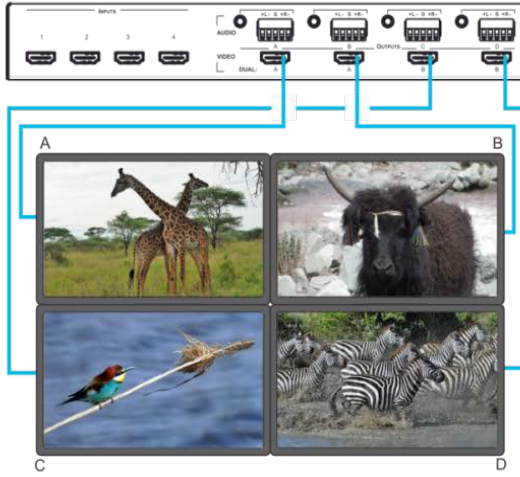 INPUTS
+L- G +R- +L- G +R- +L- G +R- +L- G +R-
1 2 3 4
AUDIO
A B C D
OUTPUTS
VIDEO
DUAL: A A B B
A
B
C
D